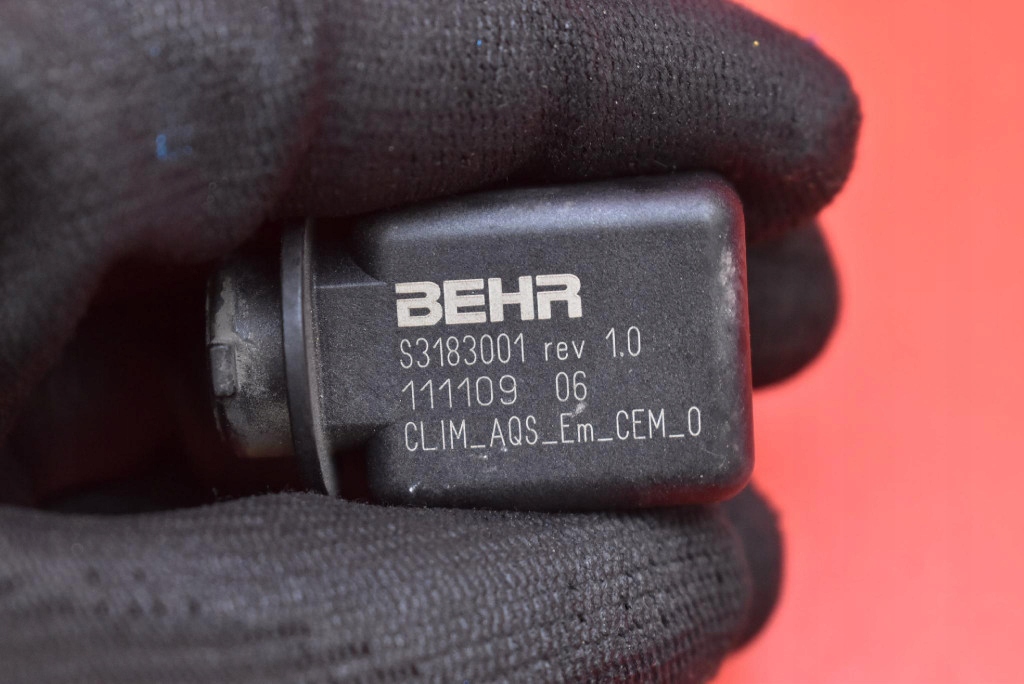 BEHR
S3183001 rev 1.0
111109 06
CLIM_AQS_Em_CEM_0